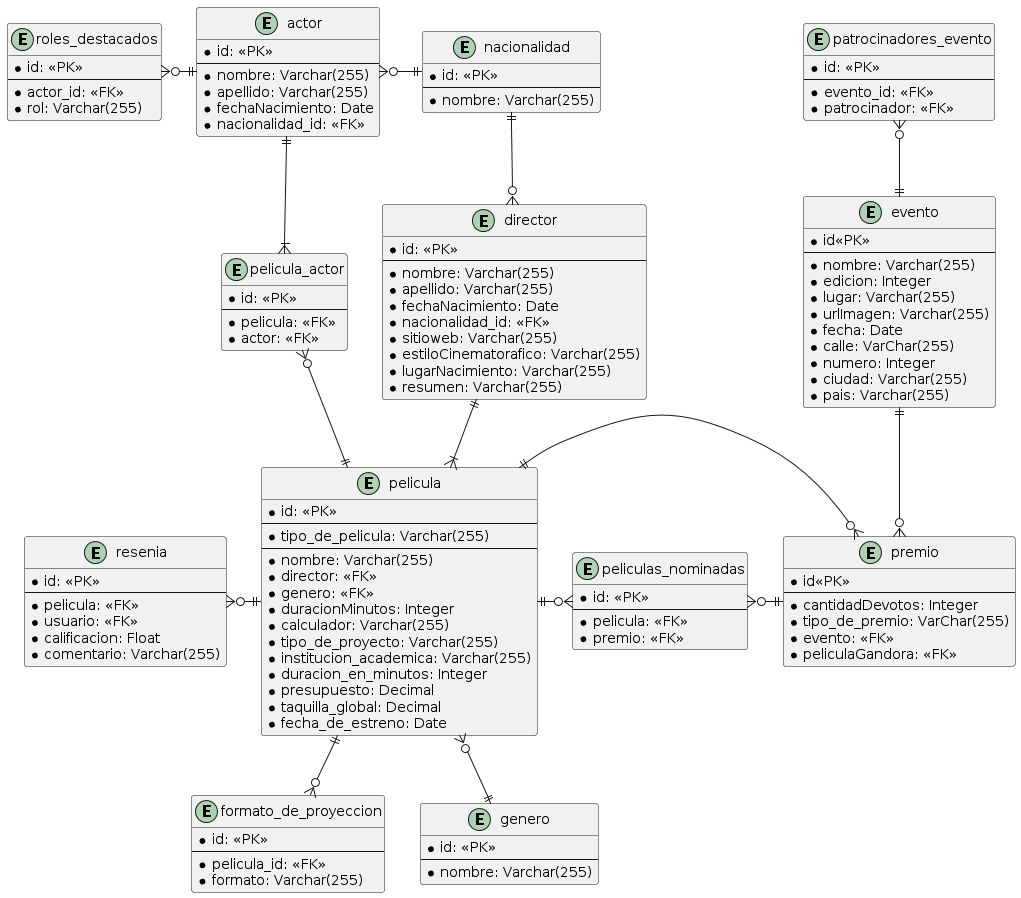 E roles_destacados
id: «PK»
actor_id: «FK»
rol: Varchar(255)
E actor
id: «PK»
nombre: Varchar(255)
apellido: Varchar(255)
fechaNacimiento: Date
nacionalidad_id: «FK»
E nacionalidad
id: «PK»
nombre: Varchar(255)
E patrocinadores_evento
id: «PK»
evento_id: «FK»
patrocinador: «FK»
E pelicula_actor
id: «PK»
pelicula: «FK»
actor: «FK»
E director
id: «PK»
nombre: Varchar(255)
apellido: Varchar(255)
fechaNacimiento: Date
nacionalidad_id: «FK»
sitioweb: Varchar(255)
estiloCinematorafico: Varchar(255)
lugarNacimiento: Varchar(255)
resumen: Varchar(255)
E evento
id«PK»
nombre: Varchar(255)
edicion: Integer
lugar: Varchar(255)
urlImagen: Varchar(255)
fecha: Date
calle: VarChar(255)
numero: Integer
ciudad: Varchar(255)
pais: Varchar(255)
E resenia
id: «PK»
pelicula: «FK»
usuario: «FK»
calificacion: Float
comentario: Varchar(255)
E pelicula
id: «PK»
tipo_de_pelicula: Varchar(255)
nombre: Varchar(255)
director: «FK»
genero: «FK»
duracionMinutos: Integer
calculador: Varchar(255)
tipo_de_proyecto: Varchar(255)
institucion_academica: Varchar(255)
duracion_en_minutos: Integer
presupuesto: Decimal
taquilla_global: Decimal
fecha_de_estreno: Date
E peliculas_nominadas
id: «PK»
pelicula: «FK»
premio: «FK»
E premio
id«PK»
cantidadDevotos: Integer
tipo_de_premio: VarChar(255)
evento: «FK»
peliculaGandora: «FK»
E formato_de_proyeccion
id: «PK»
pelicula_id: «FK»
formato: Varchar(255)
E genero
id: «PK»
nombre: Varchar(255)